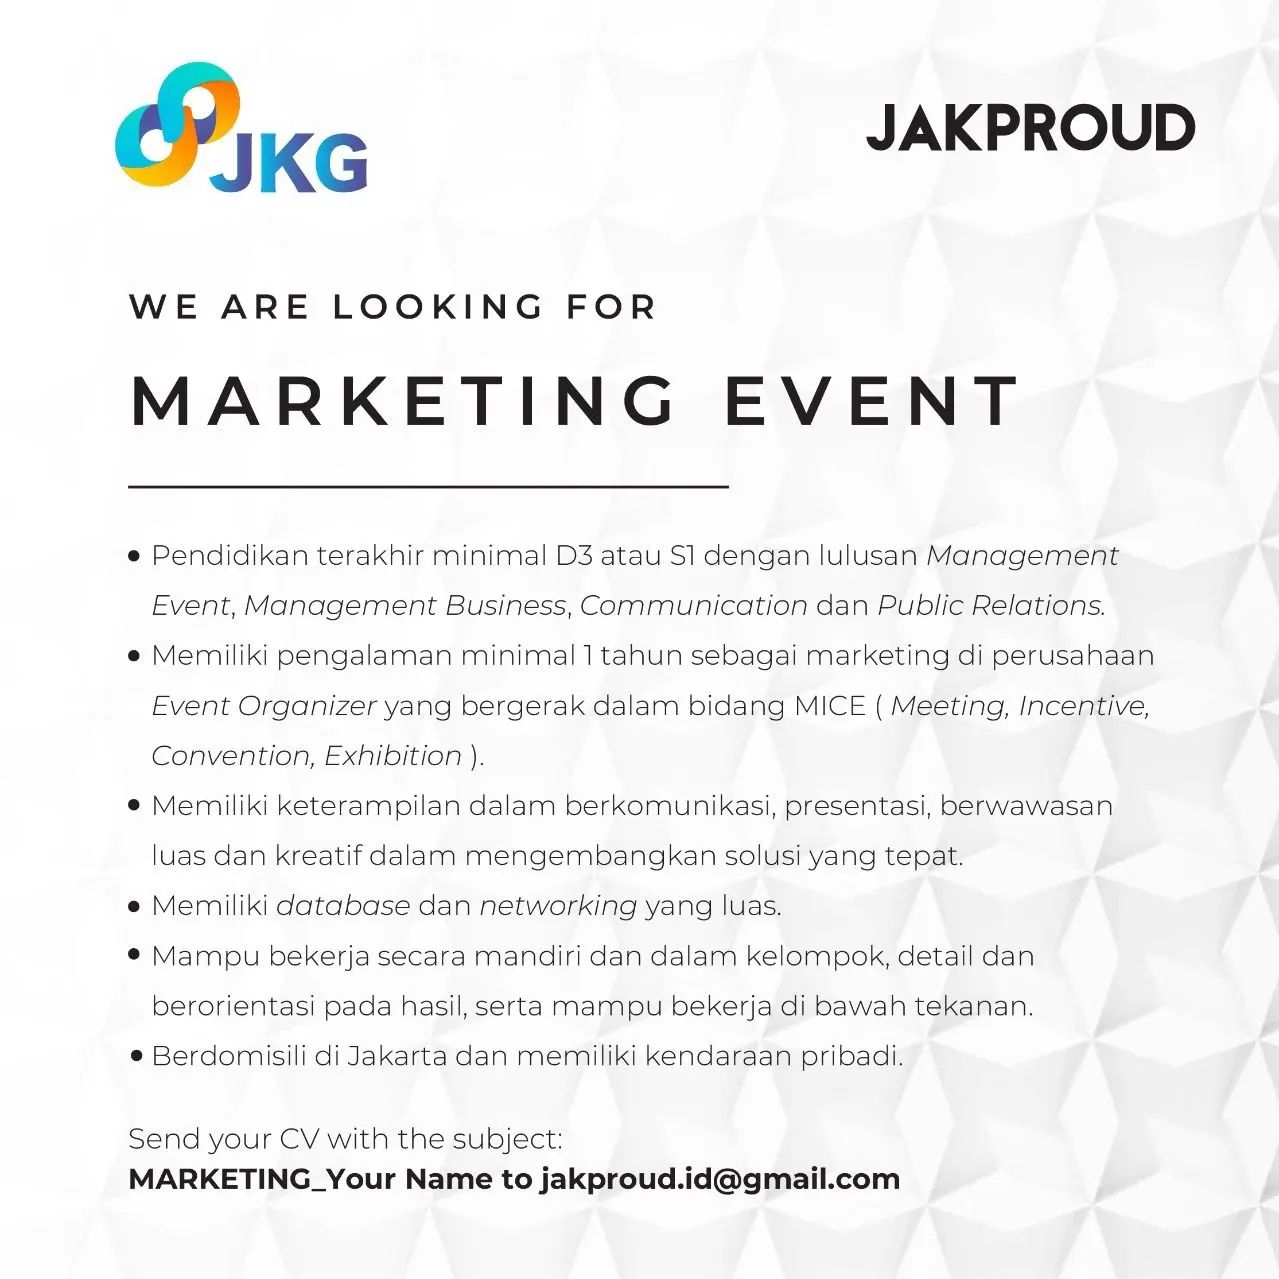 JKG
JAKPROUD
WE ARE LOOKING FOR
MARKETING EVENT
• Pendidikan terakhir minimal D3 atau S1 dengan lulusan Management
Event, Management Business, Communication dan Public Relations.
• Memiliki pengalaman minimal 1 tahun sebagai marketing di perusahaan
Event Organizer yang bergerak dalam bidang MICE ( Meeting, Incentive,
Convention, Exhibition ).
• Memiliki keterampilan dalam berkomunikasi, presentasi, berwawasan
luas dan kreatif dalam mengembangkan solusi yang tepat.
• Memiliki database dan networking yang luas.
• Mampu bekerja secara mandiri dan dalam kelompok, detail dan
berorientasi pada hasil, serta mampu bekerja di bawah tekanan.
• Berdomisili di Jakarta dan memiliki kendaraan pribadi.
Send your CV with the subject:
MARKETING_Your Name to jakproud.id@gmail.com